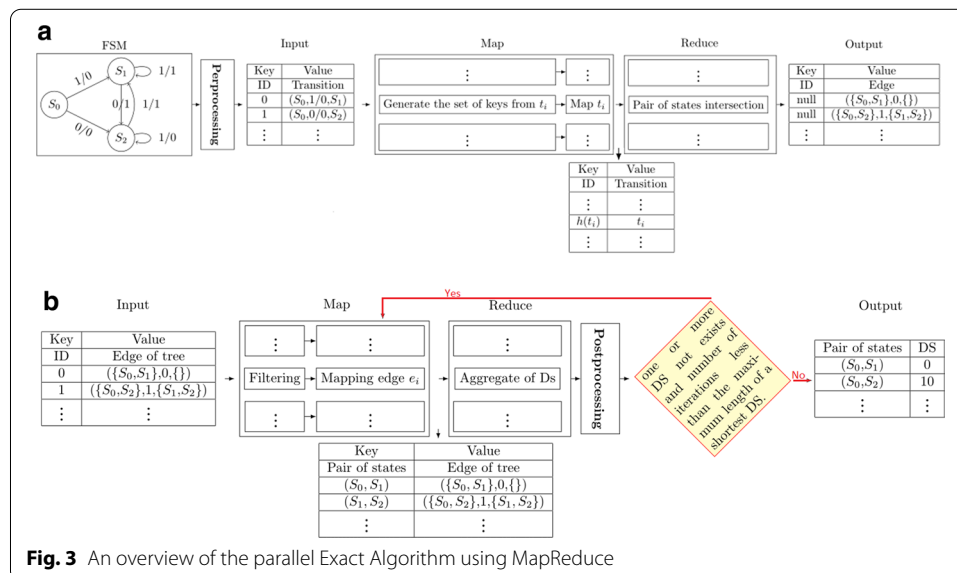 a
FSM
Input
Map
Reduce
Output
S₀
S₁
S₂
1/0
1/1
0/1
1/1
0/0
1/0
Perprocessing
Key Value
ID Transition
0 (S₀,1/0,S₁)
1 (S₀,0/0,S₂)
⋮ ⋮
⋮ ⋮
Generate the set of keys from tᵢ
Map tᵢ
⋮ ⋮
⋮
Pair of states intersection
⋮
Key Value
ID Edge
null ({S₀,S₁},0,{})
null ({S₀,S₂},1,{S₁,S₂})
⋮ ⋮
Key Value
ID Transition
⋮ ⋮
h(tᵢ) tᵢ
⋮ ⋮
b
Input
Map
Reduce
Output
Yes
Key Value
ID Edge of tree
0 ({S₀,S₁},0,{})
1 ({S₀,S₂},1,{S₁,S₂})
⋮ ⋮
⋮ ⋮
Filtering
Mapping edge eᵢ
⋮ ⋮
⋮
Aggregate of Ds
⋮
Postprocessing
one or more
DS not exists
and number of
iterations less
than the maxi-
mum length of a
shortest DS.
No
Pair of states DS
(S₀,S₁) 0
(S₀,S₂) 10
⋮ ⋮
Key Value
Pair of states Edge of tree
(S₀,S₁) ({S₀,S₁},0,{})
(S₁,S₂) ({S₀,S₂},1,{S₁,S₂})
⋮ ⋮
Fig. 3 An overview of the parallel Exact Algorithm using MapReduce